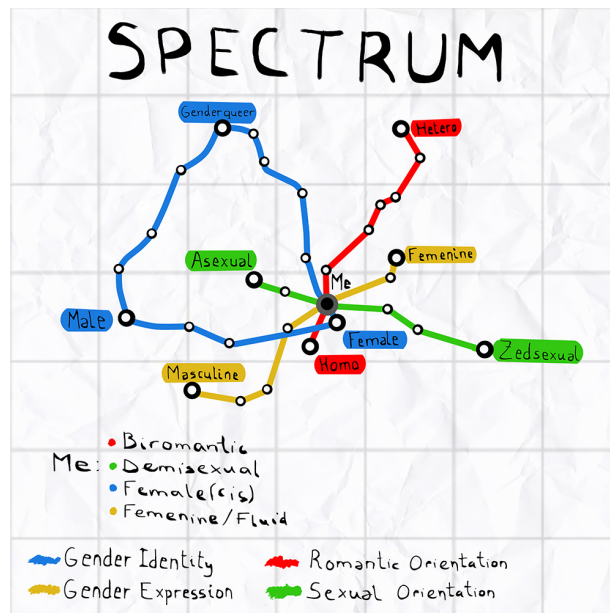 SPECTRUM
Genderqueer
Hetero
Asexual
Femenine
Me
Male
Female
Zedsexual
Homo
Masculine
Me:
Biromantic
Demisexual
Female(cis)
Femenine/Fluid
Gender Identity
Romantic Orientation
Gender Expression
Sexual Orientation